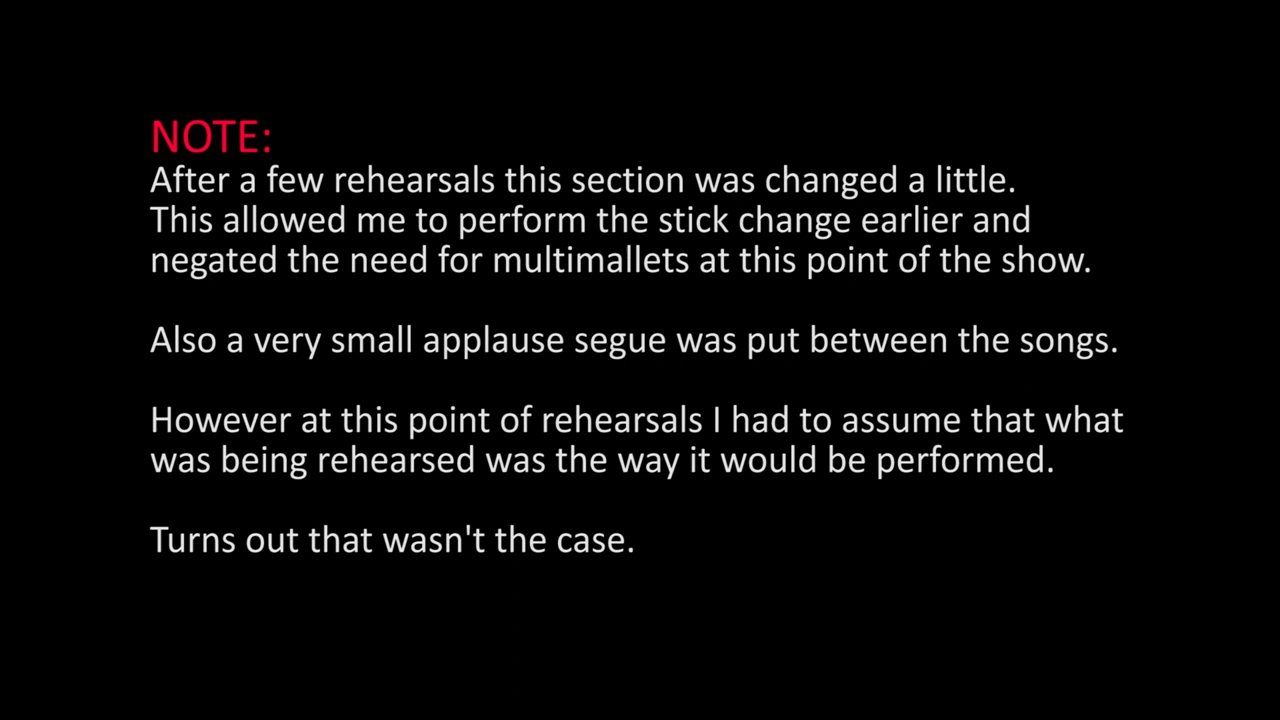 NOTE:
After a few rehearsals this section was changed a little.
This allowed me to perform the stick change earlier and
negated the need for multimallets at this point of the show.
Also a very small applause segue was put between the songs.
However at this point of rehearsals I had to assume that what
was being rehearsed was the way it would be performed.
Turns out that wasn't the case.